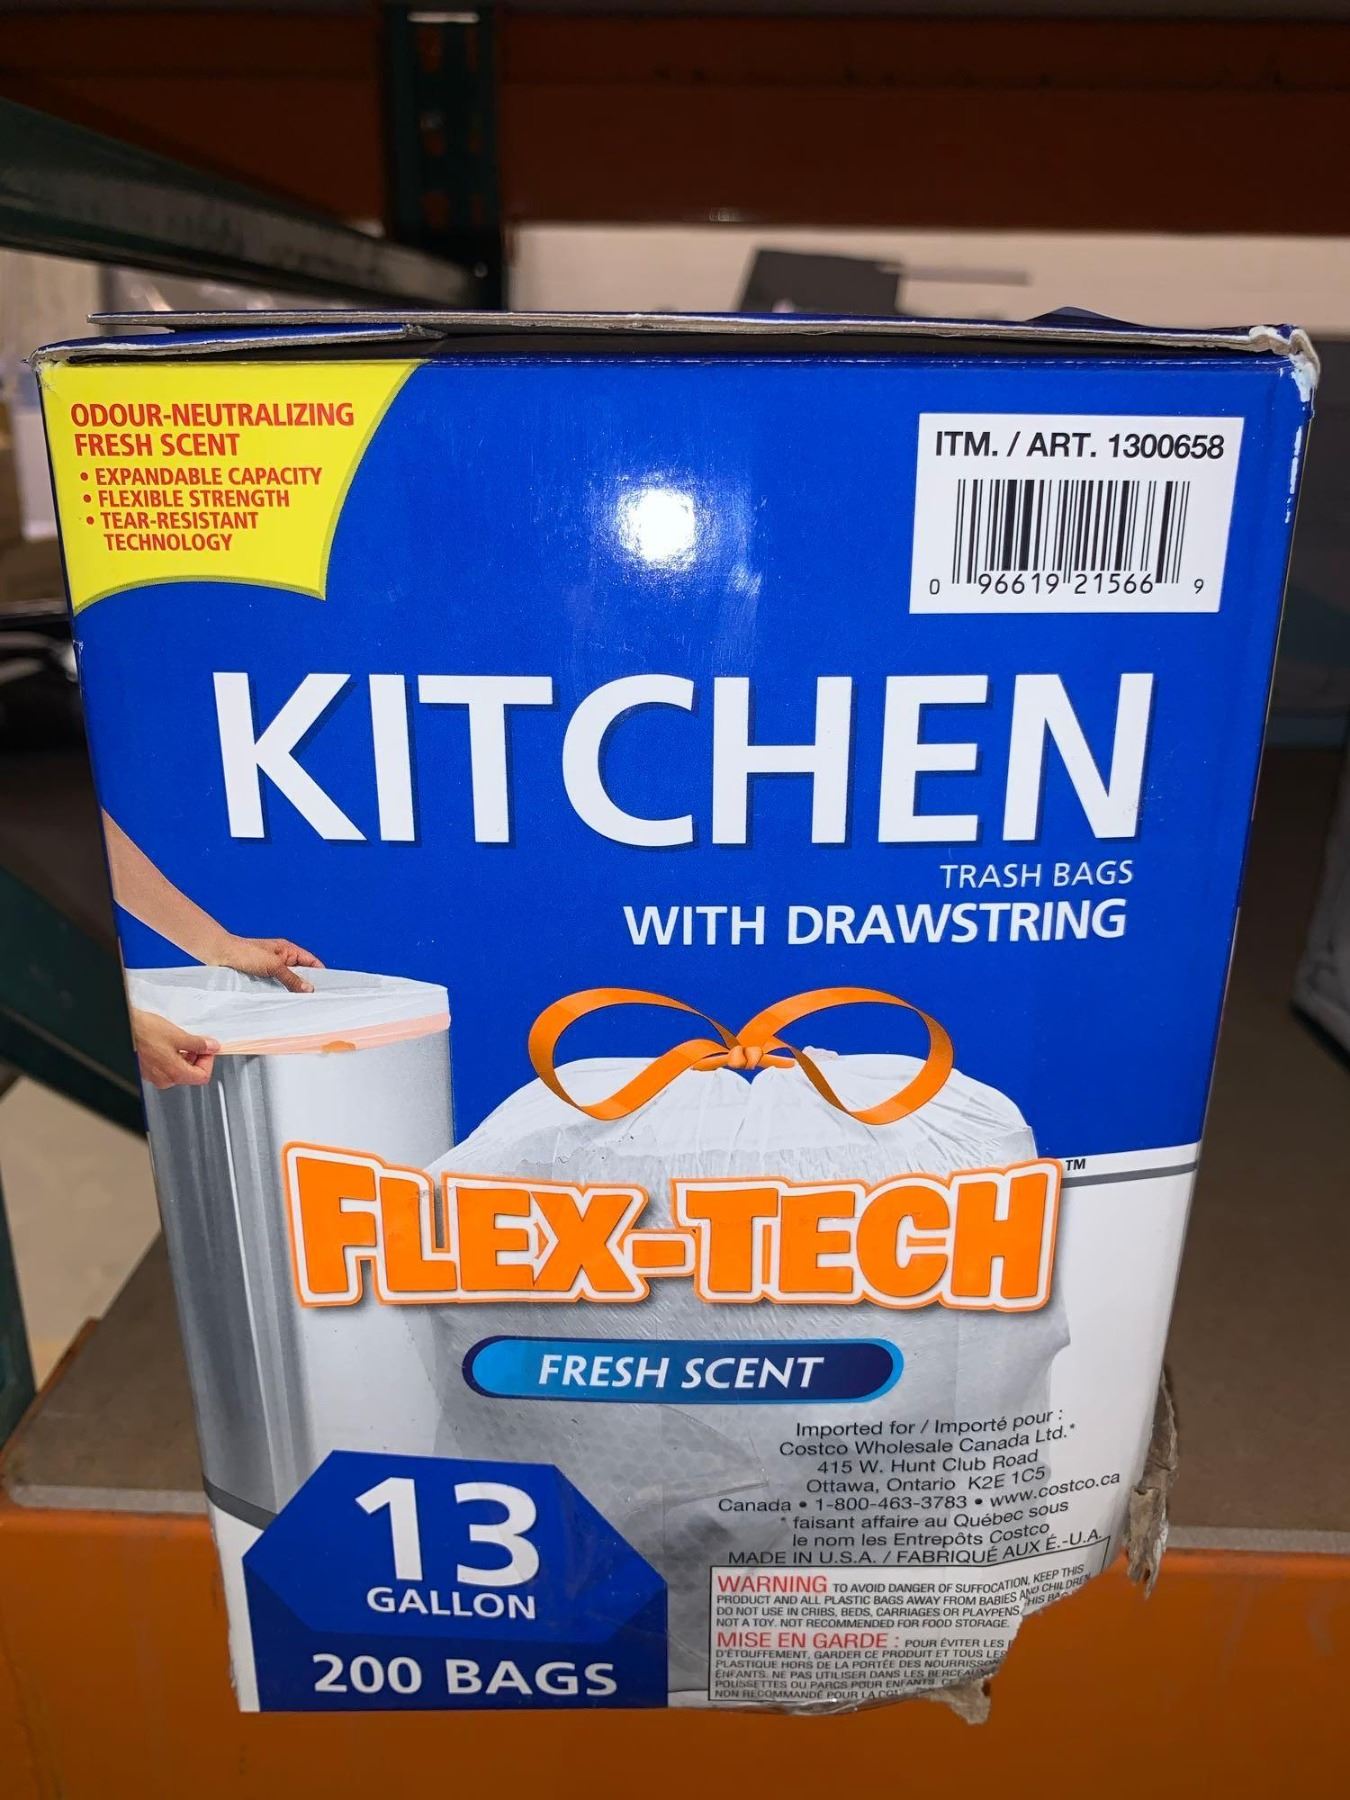 ODOUR-NEUTRALIZING
FRESH SCENT
• EXPANDABLE CAPACITY
• FLEXIBLE STRENGTH
• TEAR-RESISTANT
TECHNOLOGY
ITM. / ART. 1300658
0 96619 21566 9
KITCHEN
TRASH BAGS
WITH DRAWSTRING
FLEX-TECH™
FRESH SCENT
Imported for / Importé pour :
Costco Wholesale Canada Ltd.*
415 W. Hunt Club Road
Ottawa, Ontario K2E 1C5
Canada • 1-800-463-3783 • www.costco.ca
* faisant affaire au Québec sous
le nom les Entrepôts Costco
MADE IN U.S.A. / FABRIQUÉ AUX É.-U.A.
13
GALLON
200 BAGS
WARNING TO AVOID DANGER OF SUFFOCATION, KEEP THIS
PRODUCT AND ALL PLASTIC BAGS AWAY FROM BABIES AND CHILDREN
DO NOT USE IN CRIBS, BEDS, CARRIAGES OR PLAYPENS.
NOT A TOY. NOT RECOMMENDED FOR FOOD STORAGE.
MISE EN GARDE : POUR ÉVITER LES
D'ÉTOUFFEMENT, GARDER CE PRODUIT ET TOUS LES
PLASTIQUE HORS DE LA PORTÉE DES
ENFANTS. NE PAS UTILISER DANS LES
POUSSETTES OU PARCS POUR ENFANTS.
NON RECOMMANDÉ POUR LA